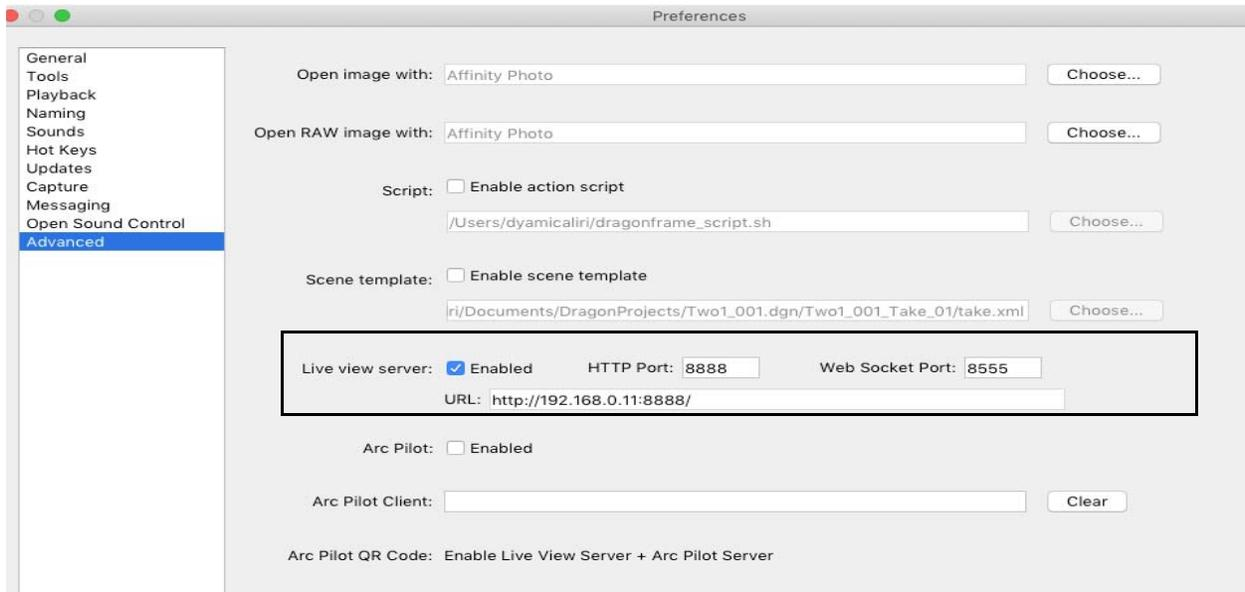 Preferences
General
Tools
Playback
Naming
Sounds
Hot Keys
Updates
Capture
Messaging
Open Sound Control
Advanced
Open image with: Affinity Photo Choose...
Open RAW image with: Affinity Photo Choose...
Script: Enable action script
/Users/dyamicaliri/dragonframe_script.sh Choose...
Scene template: Enable scene template
ri/Documents/DragonProjects/Two1_001.dgn/Two1_001_Take_01/take.xml Choose...
Live view server: Enabled HTTP Port: 8888 Web Socket Port: 8555
URL: http://192.168.0.11:8888/
Arc Pilot: Enabled
Arc Pilot Client: Clear
Arc Pilot QR Code: Enable Live View Server + Arc Pilot Server